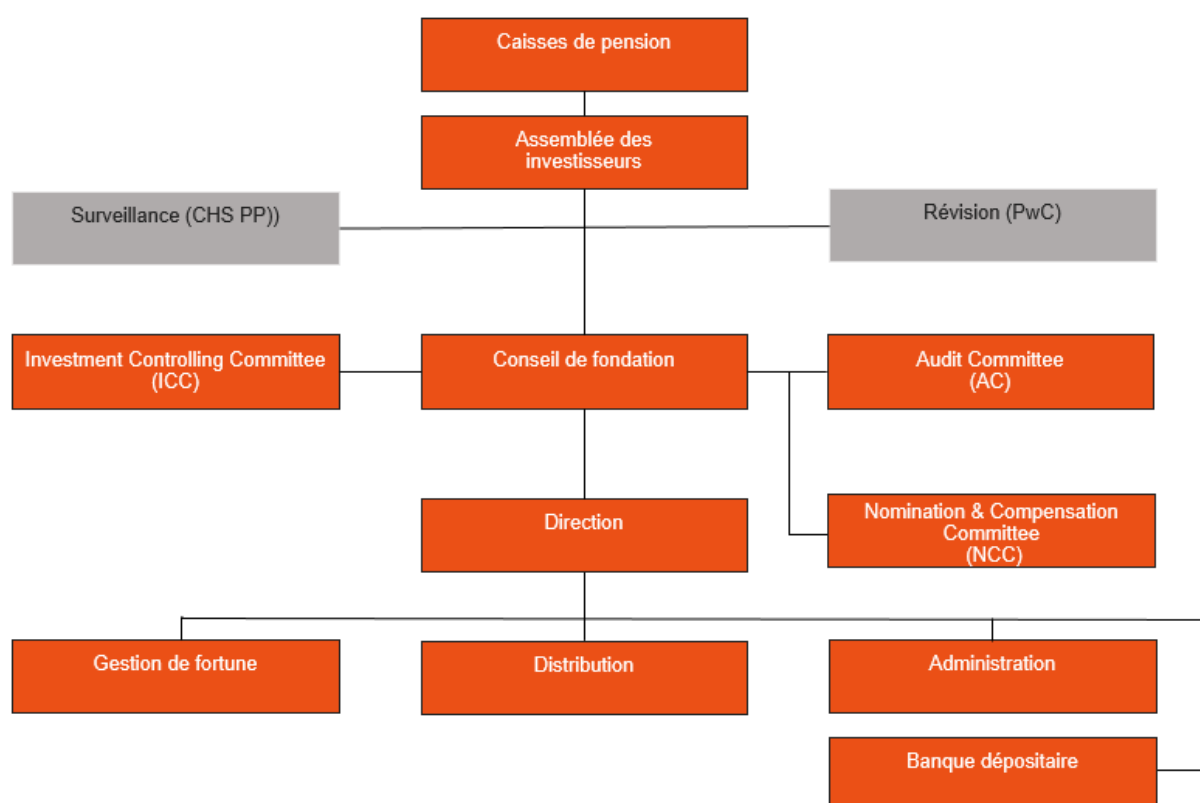 Caisses de pension
Assemblée des
investisseurs
Surveillance (CHS PP))
Révision (PwC)
Investment Controlling Committee
(ICC)
Conseil de fondation
Audit Committee
(AC)
Direction
Nomination & Compensation
Committee
(NCC)
Gestion de fortune
Distribution
Administration
Banque dépositaire